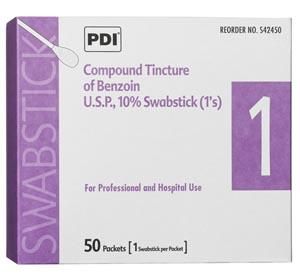 PDI®
REORDER NO. S42450
Compound Tincture
of Benzoin
U.S.P., 10% Swabstick (1's)
1
SWABSTICK
For Professional and Hospital Use
50 Packets [1 Swabstick per Packet]